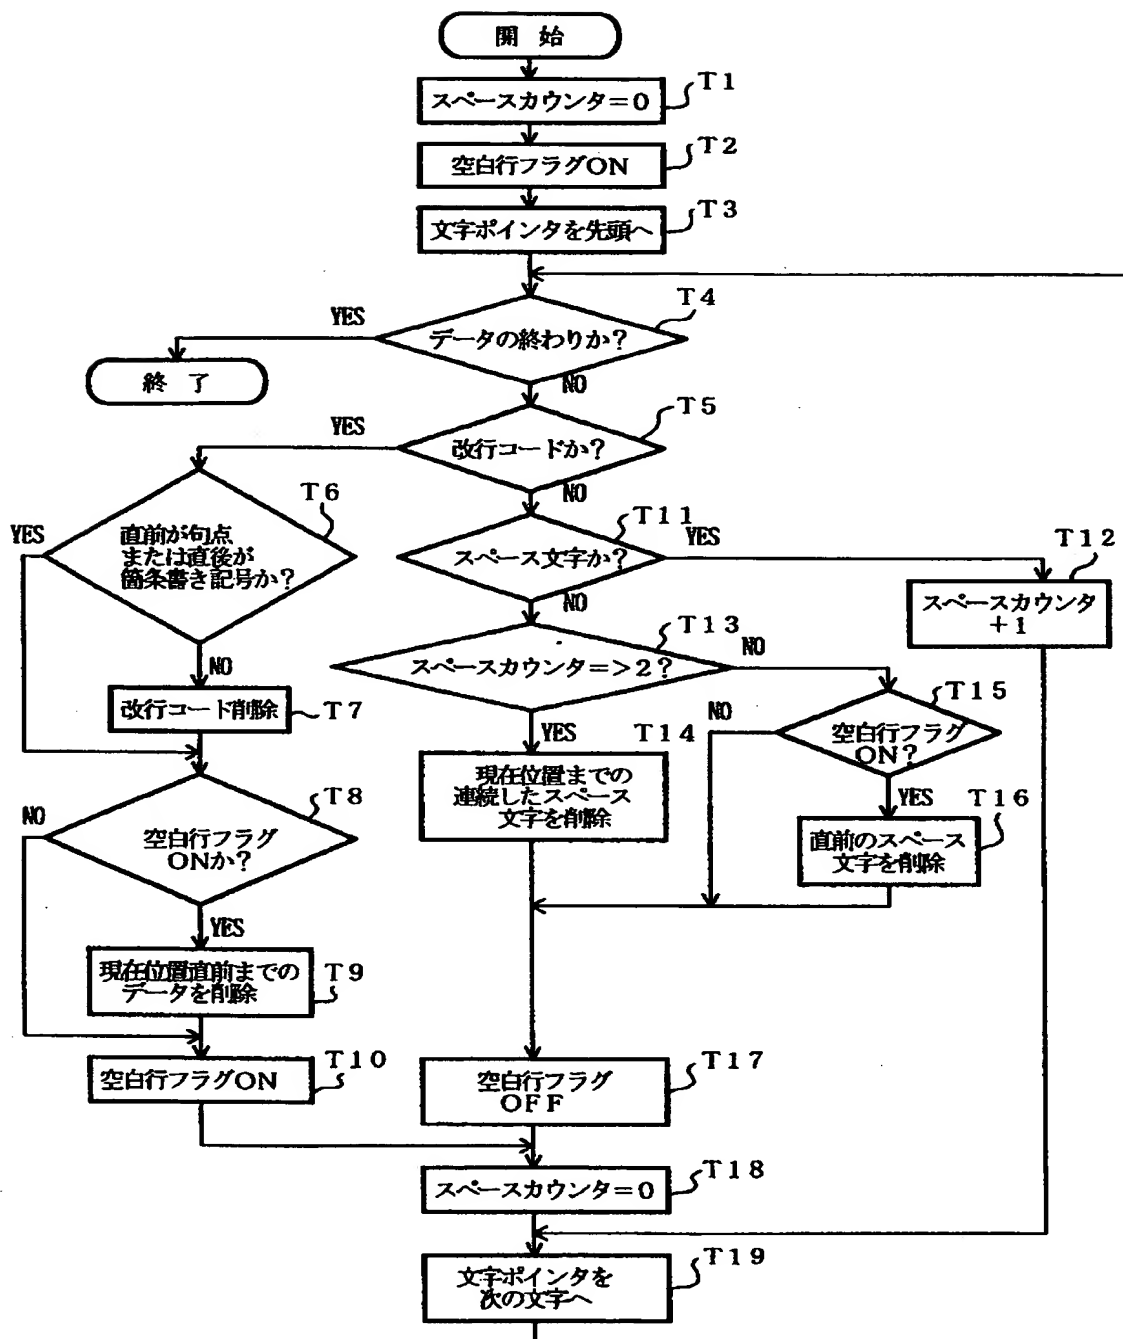 開 始
スペースカウンタ=0
T1
空白行フラグON
T2
文字ポインタを先頭へ
T3
データの終わりか?
T4
YES
終 了
NO
改行コードか?
T5
YES
NO
直前が句点
または直後が
箇条書き記号か?
T6
YES
NO
改行コード削除
T7
空白行フラグ
ONか?
T8
NO
YES
現在位置直前までの
データを削除
T9
空白行フラグON
T10
スペース文字か?
T11
YES
NO
スペースカウンタ
+1
T12
スペースカウンタ=>2?
T13
NO
YES
現在位置までの
連続したスペース
文字を削除
T14
空白行フラグ
ON?
T15
NO
YES
直前のスペース
文字を削除
T16
空白行フラグ
OFF
T17
スペースカウンタ=0
T18
文字ポインタを
次の文字へ
T19